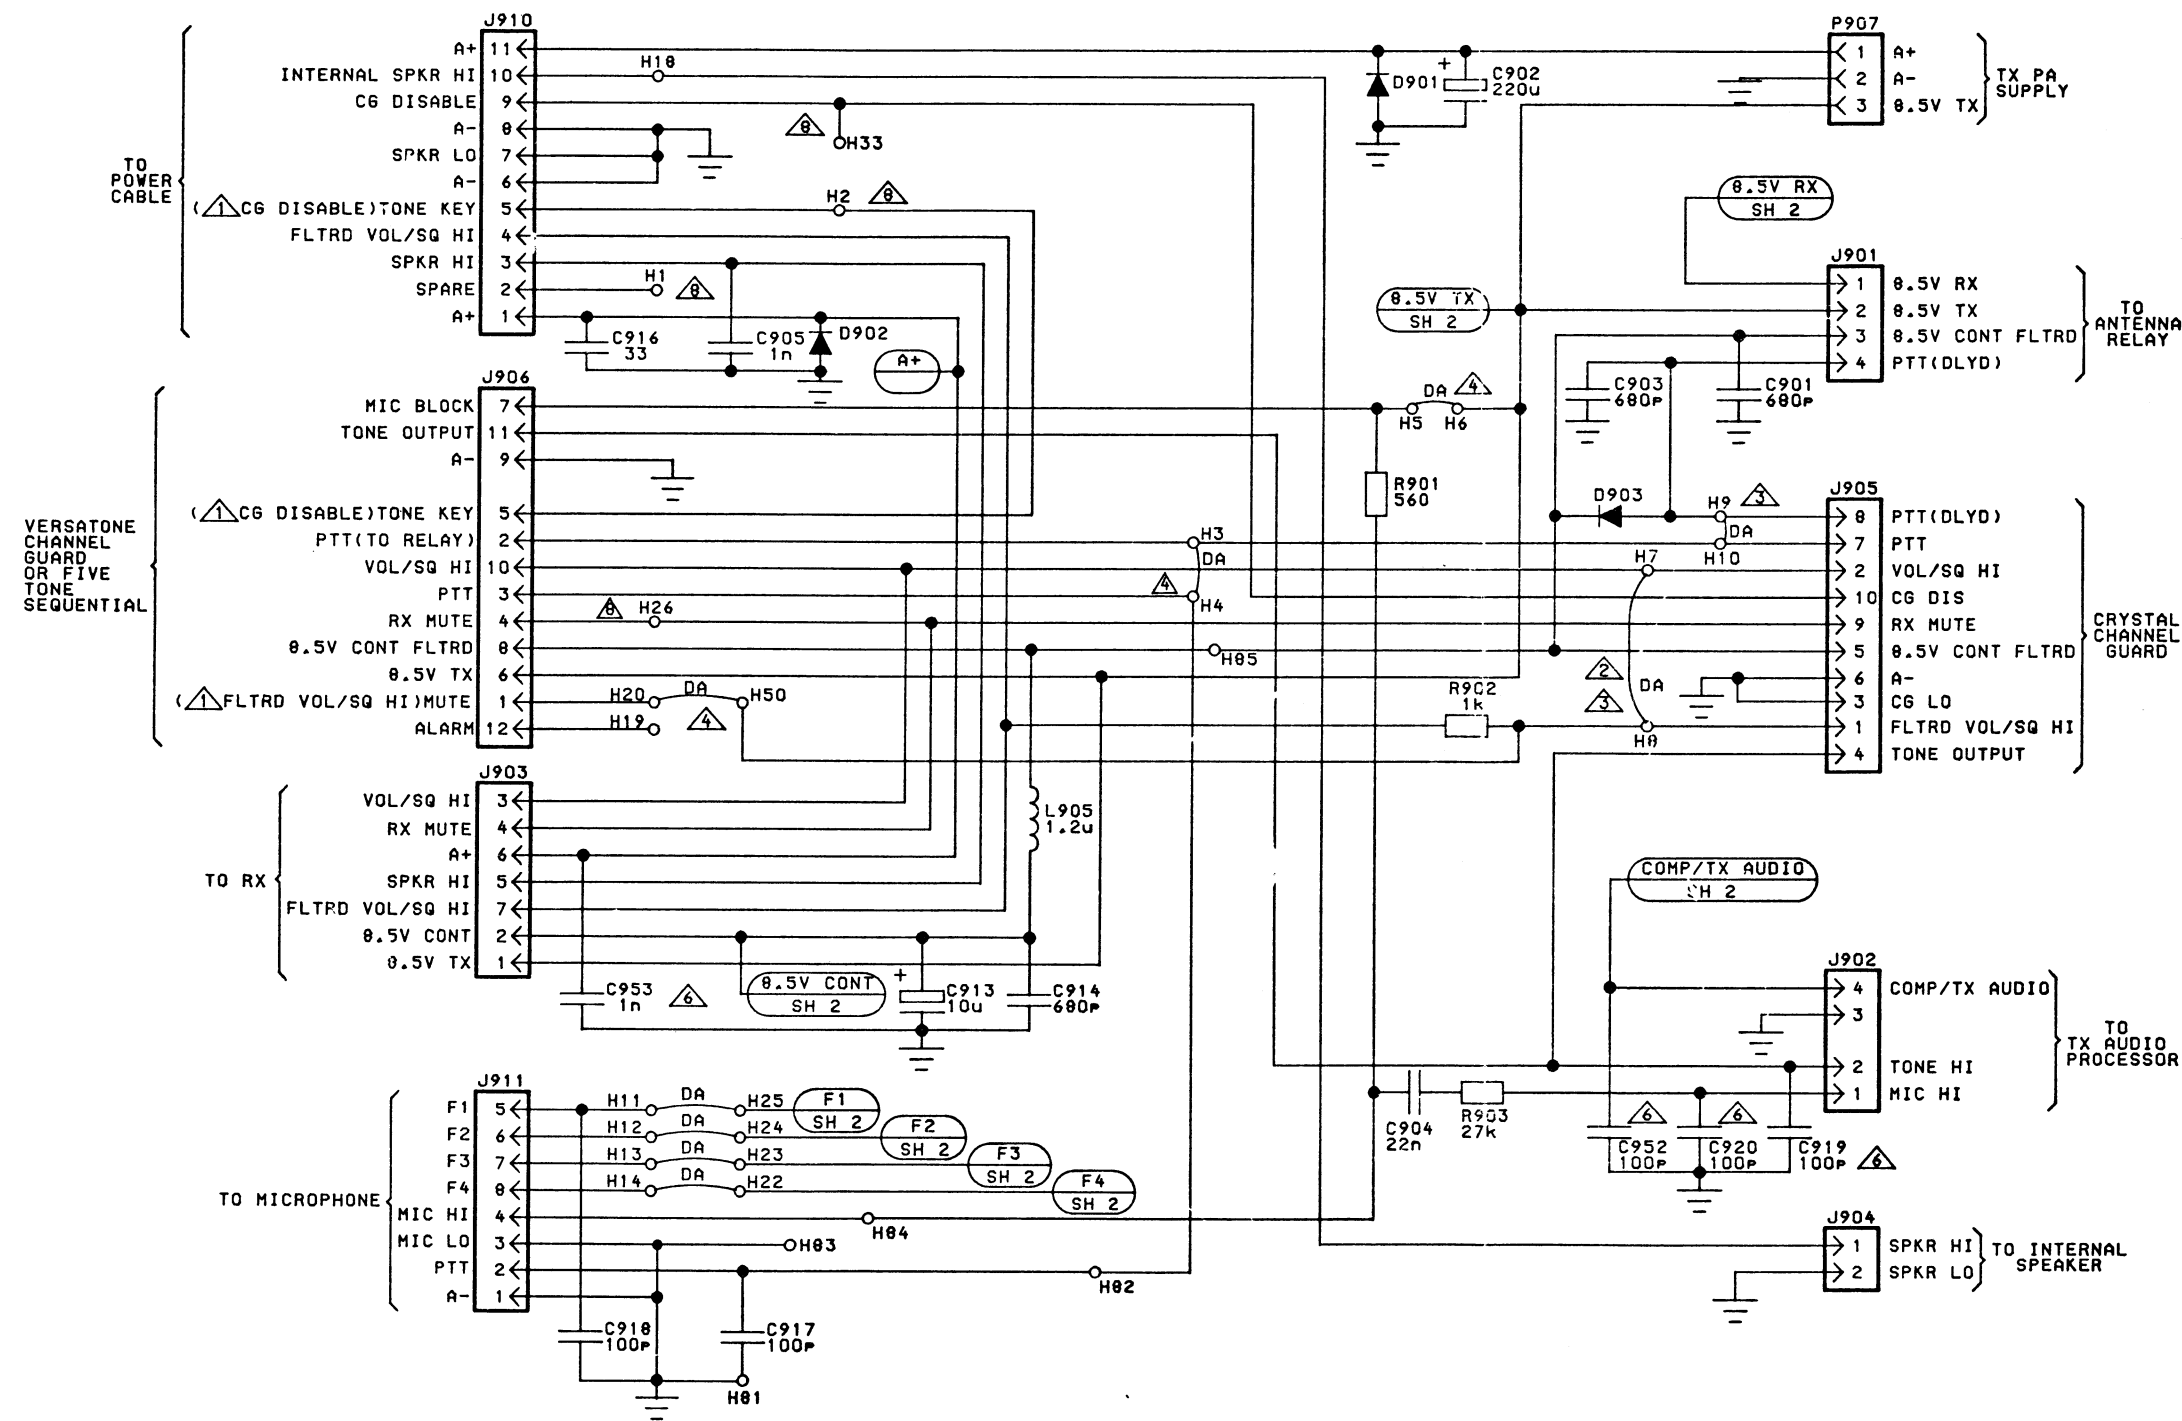 J910
TO
POWER
CABLE
A+ 11
INTERNAL SPKR HI 10
CG DISABLE 9
A- 8
SPKR LO 7
A- 6
(1 CG DISABLE)TONE KEY 5
FLTRD VOL/SQ HI 4
SPKR HI 3
SPARE 2
A+ 1
H18
8
H33
H2
8
H1
8
C916
33
C905
1n
D902
A+
D901
+
C902
220u
P907
1 A+
2 A-
3 8.5V TX
TX PA
SUPPLY
8.5V RX
SH 2
8.5V TX
SH 2
J901
1 8.5V RX
2 8.5V TX
3 8.5V CONT FLTRD
4 PTT(DLYD)
TO
ANTENNA
RELAY
C903
680P
C901
680P
J906
VERSATONE
CHANNEL
GUARD
OR FIVE
TONE
SEQUENTIAL
MIC BLOCK 7
TONE OUTPUT 11
A- 9
(1 CG DISABLE)TONE KEY 5
PTT(TO RELAY) 2
VOL/SQ HI 10
PTT 3
RX MUTE 4
8.5V CONT FLTRD 8
8.5V TX 6
(1 FLTRD VOL/SQ HI)MUTE 1
ALARM 12
8
H26
H20
DA
H50
H19
4
H3
DA
4
H4
H85
DA
4
H5
H6
R901
560
R902
1k
D903
H9
3
DA
H10
H7
2
3
DA
H8
J905
8 PTT(DLYD)
7 PTT
2 VOL/SQ HI
10 CG DIS
9 RX MUTE
5 8.5V CONT FLTRD
6 A-
3 CG LO
1 FLTRD VOL/SQ HI
4 TONE OUTPUT
CRYSTAL
CHANNEL
GUARD
J903
TO RX
VOL/SQ HI 3
RX MUTE 4
A+ 6
SPKR HI 5
FLTRD VOL/SQ HI 7
8.5V CONT 2
8.5V TX 1
L905
1.2u
C953
1n
6
8.5V CONT
SH 2
+
C913
10u
C914
680P
COMP/TX AUDIO
SH 2
J902
4 COMP/TX AUDIO
3
2 TONE HI
1 MIC HI
TO
TX AUDIO
PROCESSOR
C904
22n
R903
27k
6
C952
100P
6
C920
100P
C919
100P
6
J911
TO MICROPHONE
F1 5
F2 6
F3 7
F4 8
MIC HI 4
MIC LO 3
PTT 2
A- 1
H11
DA
H25
F1
SH 2
H12
DA
H24
F2
SH 2
H13
DA
H23
F3
SH 2
H14
DA
H22
F4
SH 2
H84
H83
H82
C918
100P
C917
100P
H81
J904
1 SPKR HI
2 SPKR LO
TO INTERNAL
SPEAKER